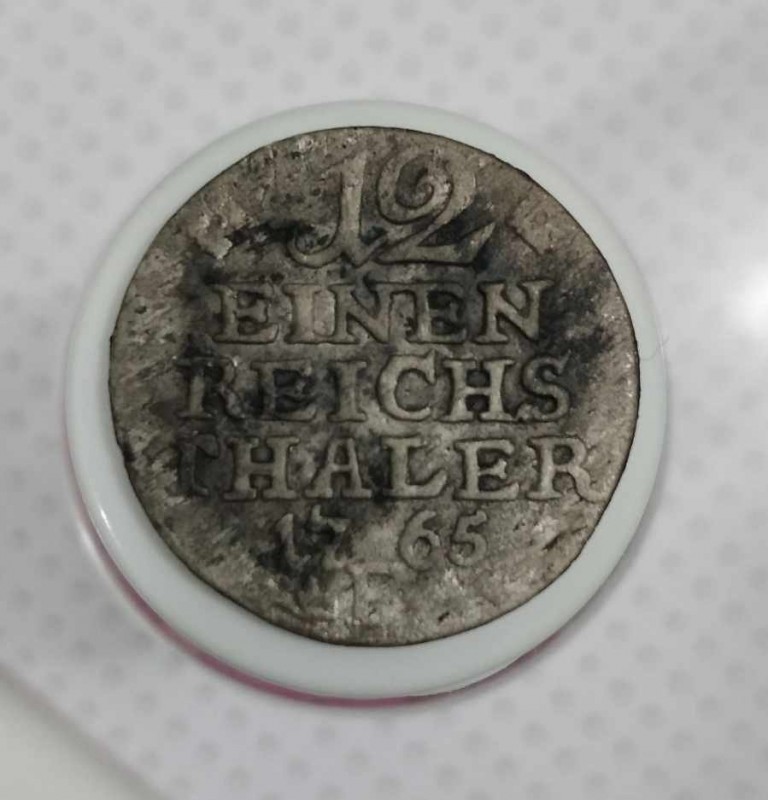 12
EINEN
REICHS
THALER
1765